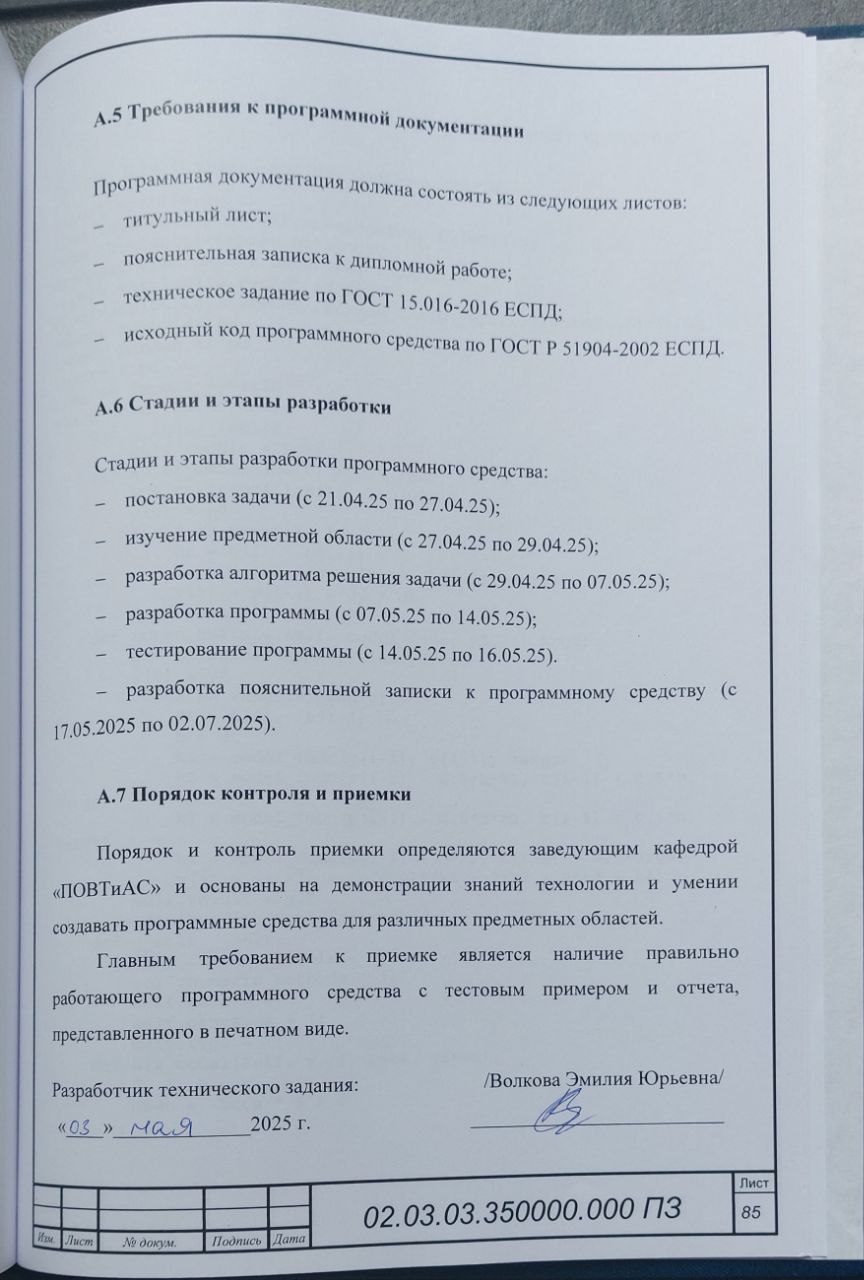 А.5 Требования к программной документации
Программная документация должна состоять из следующих листов:
– титульный лист;
– пояснительная записка к дипломной работе;
– техническое задание по ГОСТ 15.016-2016 ЕСПД;
– исходный код программного средства по ГОСТ Р 51904-2002 ЕСПД.
А.6 Стадии и этапы разработки
Стадии и этапы разработки программного средства:
– постановка задачи (с 21.04.25 по 27.04.25);
– изучение предметной области (с 27.04.25 по 29.04.25);
– разработка алгоритма решения задачи (с 29.04.25 по 07.05.25);
– разработка программы (с 07.05.25 по 14.05.25);
– тестирование программы (с 14.05.25 по 16.05.25).
– разработка пояснительной записки к программному средству (с
17.05.2025 по 02.07.2025).
А.7 Порядок контроля и приемки
Порядок и контроль приемки определяются заведующим кафедрой
«ПОВТиАС» и основаны на демонстрации знаний технологии и умении
создавать программные средства для различных предметных областей.
Главным требованием к приемке является наличие правильно
работающего программного средства с тестовым примером и отчета,
представленного в печатном виде.
Разработчик технического задания: /Волкова Эмилия Юрьевна/
«03» мая 2025 г.
02.03.03.350000.000 ПЗ
Лист
85
Изм. Лист № докум. Подпись Дата